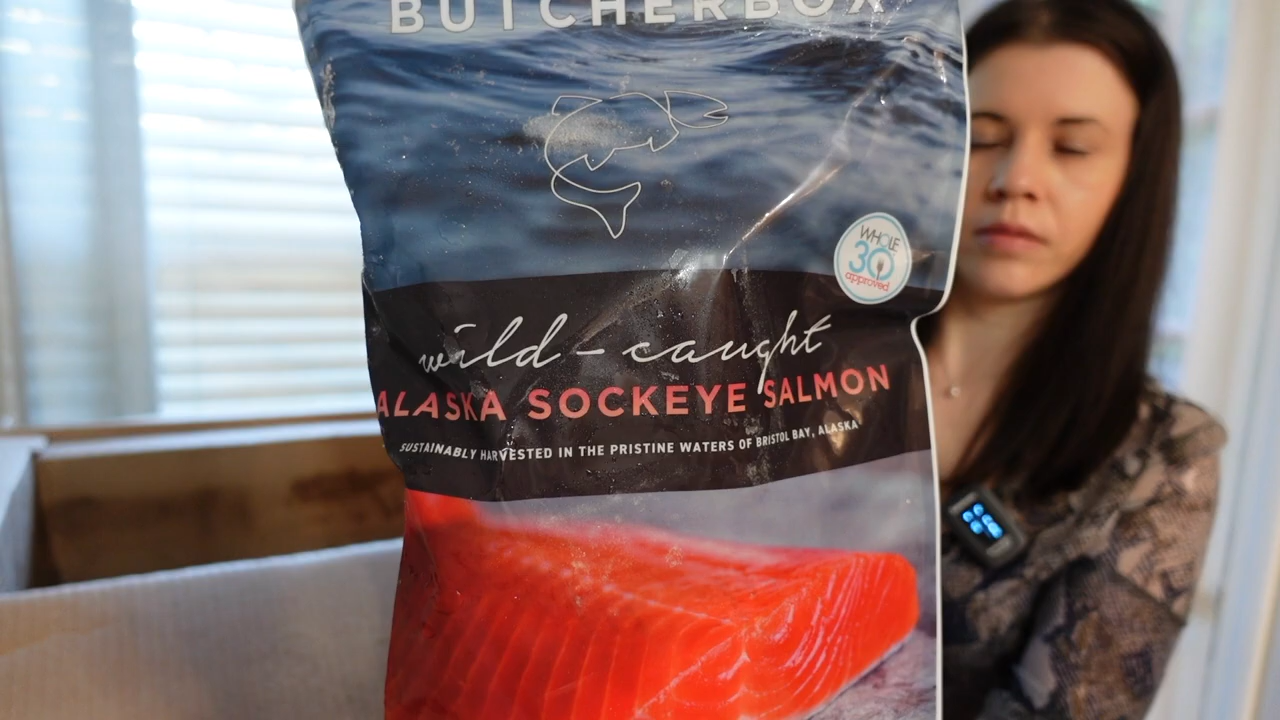 BUTCHERBOX
WHOLE
30
approved
wild-caught
ALASKA SOCKEYE SALMON
SUSTAINABLY HARVESTED IN THE PRISTINE WATERS OF BRISTOL BAY, ALASKA